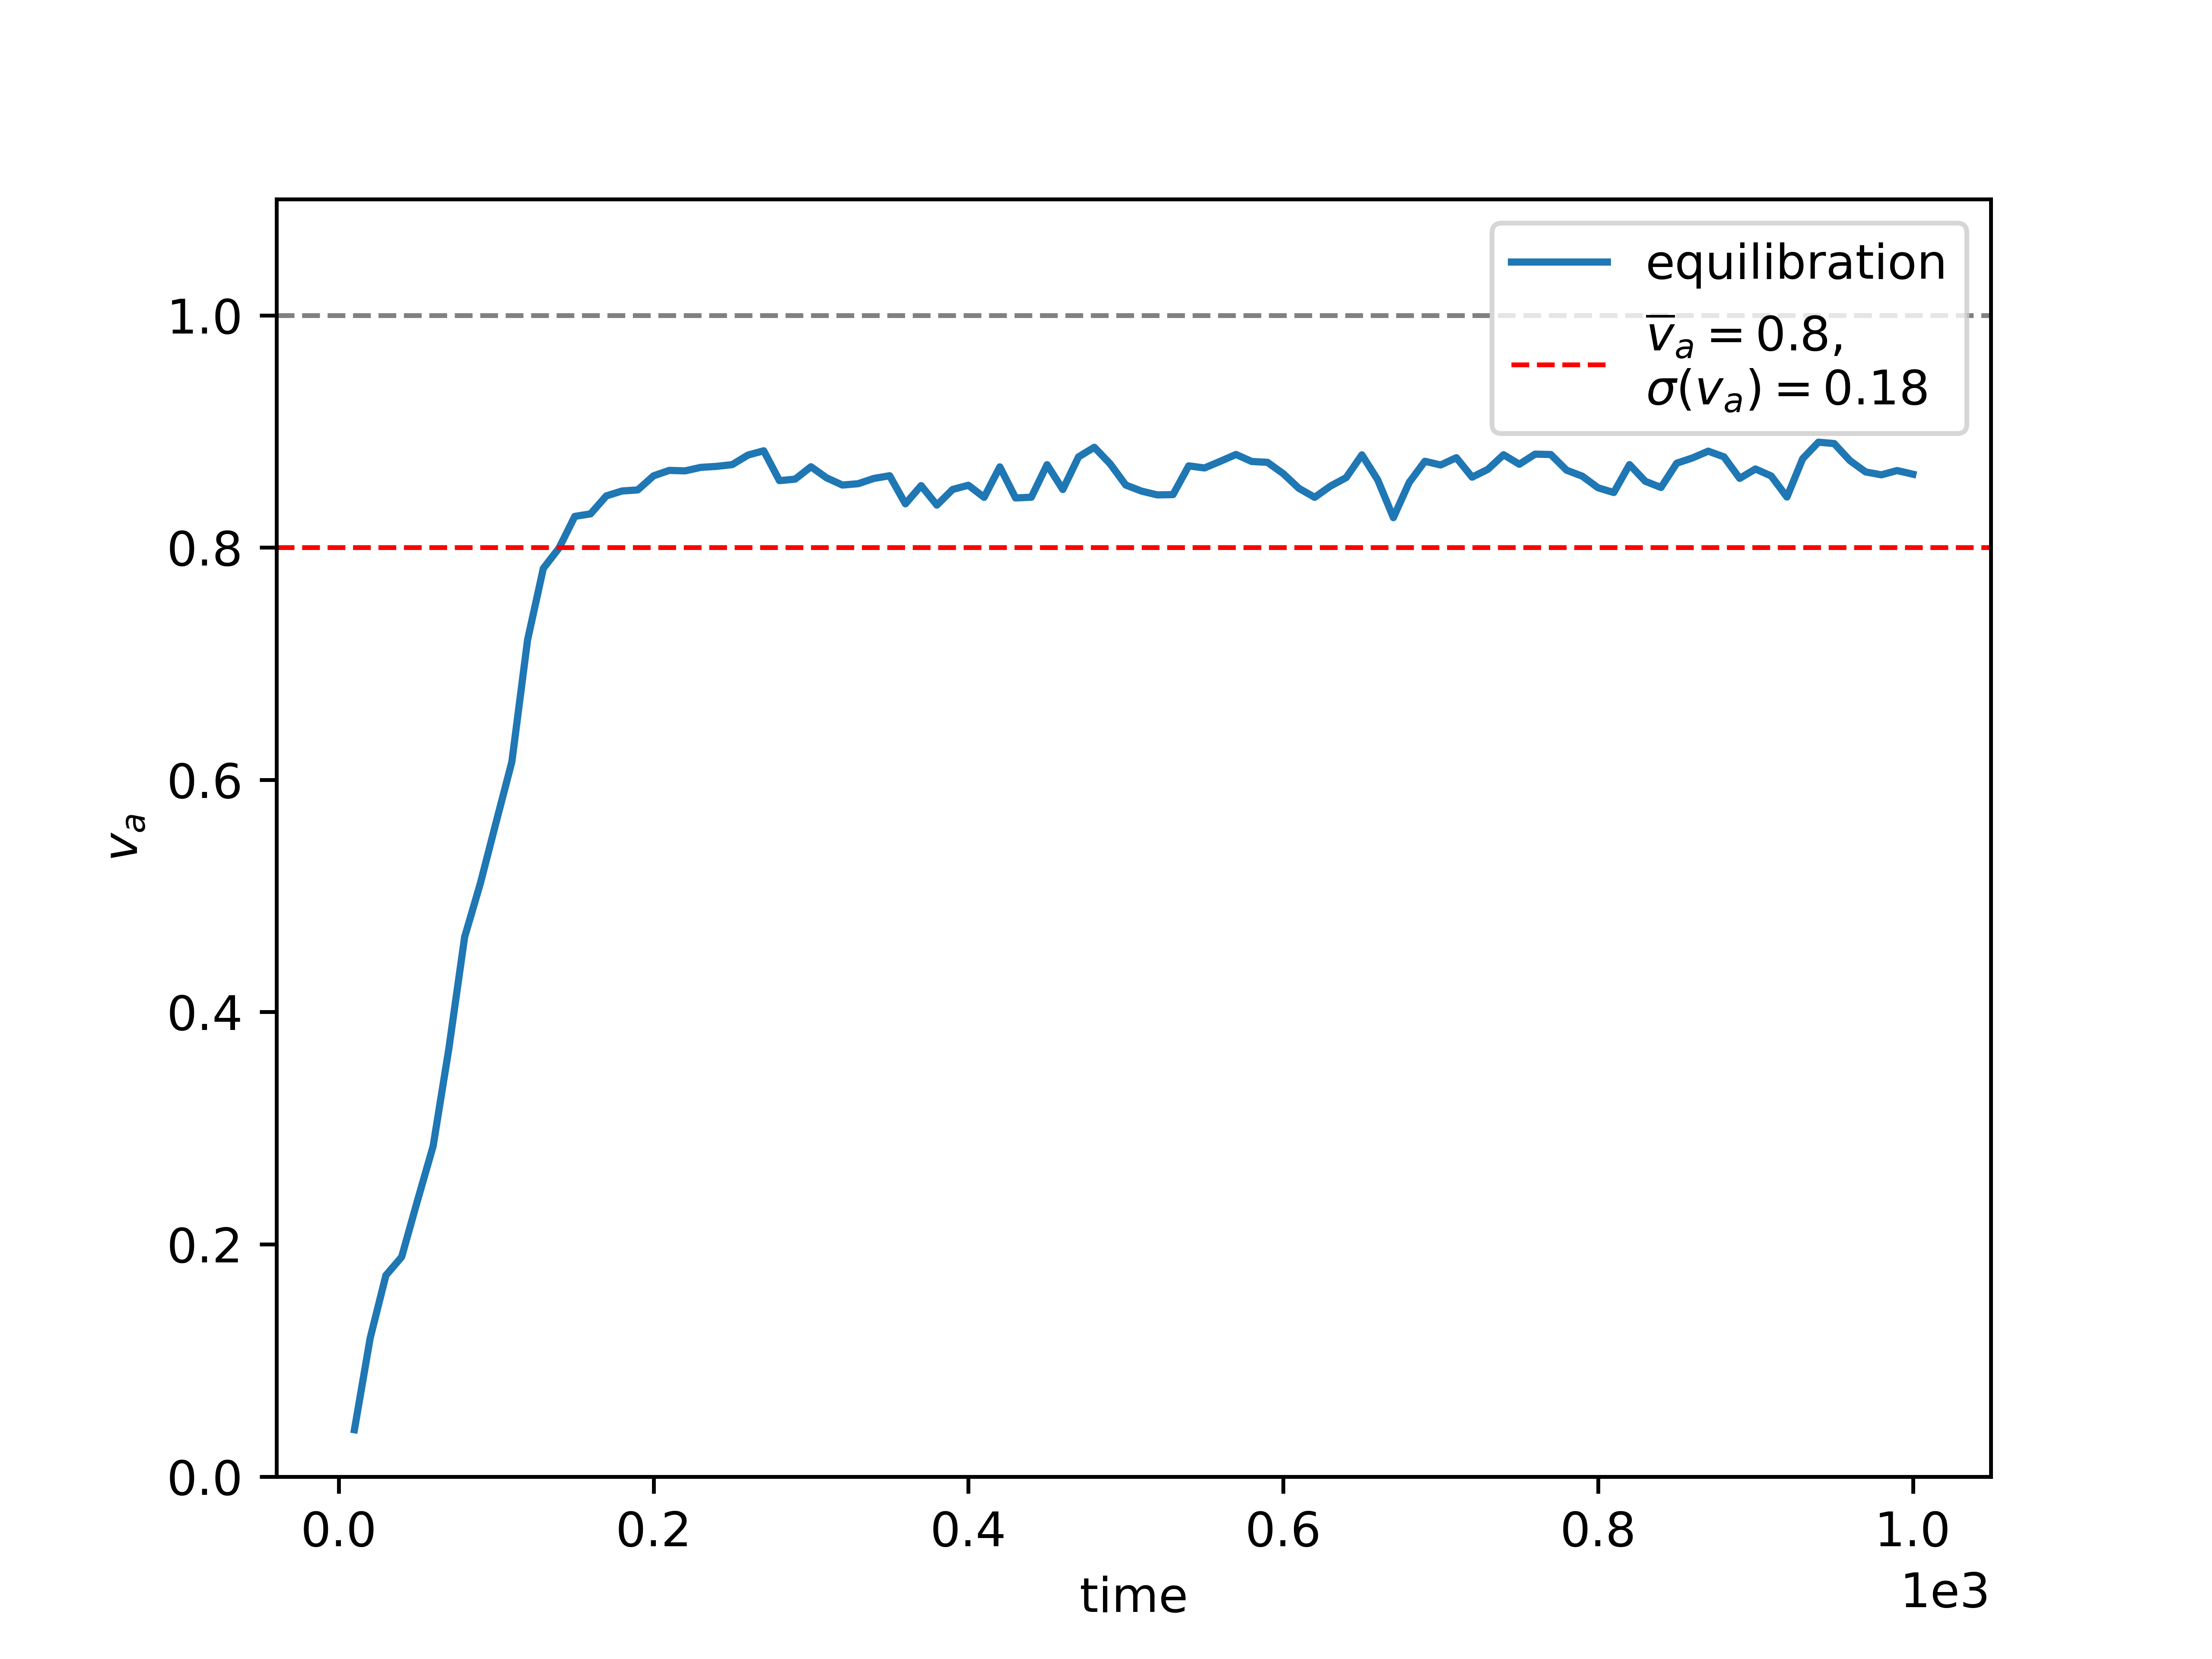 equilibration
v̅ₐ = 0.8,
σ(vₐ) = 0.18
1.0
0.8
0.6
0.4
0.2
0.0
vₐ
0.0 0.2 0.4 0.6 0.8 1.0
time
1e3